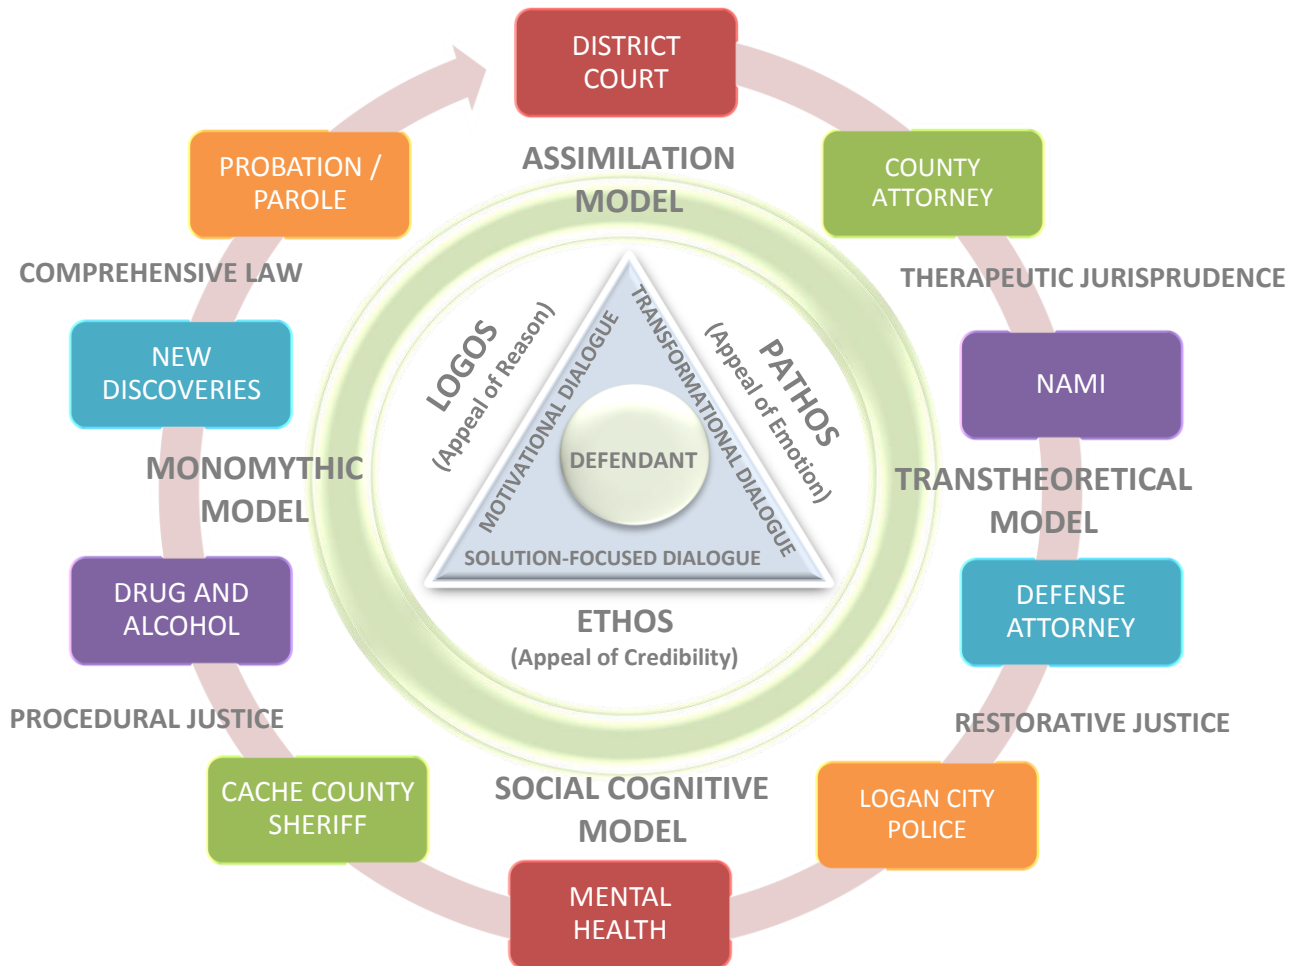 DISTRICT
COURT
PROBATION /
PAROLE
ASSIMILATION
MODEL
COUNTY
ATTORNEY
COMPREHENSIVE LAW
THERAPEUTIC JURISPRUDENCE
NEW
DISCOVERIES
LOGOS
(Appeal of Reason)
MOTIVATIONAL DIALOGUE
TRANSFORMATIONAL DIALOGUE
PATHOS
(Appeal of Emotion)
NAMI
MONOMYTHIC
MODEL
DEFENDANT
TRANSTHEORETICAL
MODEL
SOLUTION-FOCUSED DIALOGUE
DRUG AND
ALCOHOL
ETHOS
(Appeal of Credibility)
DEFENSE
ATTORNEY
PROCEDURAL JUSTICE
RESTORATIVE JUSTICE
CACHE COUNTY
SHERIFF
SOCIAL COGNITIVE
MODEL
LOGAN CITY
POLICE
MENTAL
HEALTH